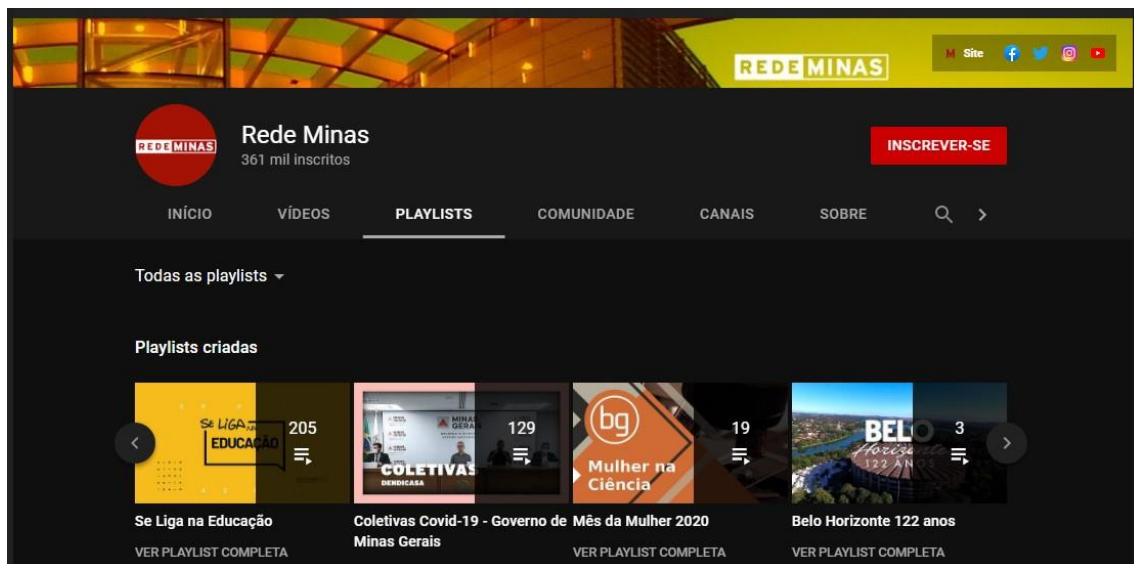 REDE MINAS
M Site
REDE MINAS
Rede Minas
361 mil inscritos
INSCREVER-SE
INÍCIO VÍDEOS PLAYLISTS COMUNIDADE CANAIS SOBRE
Todas as playlists
Playlists criadas
SE LIGA NA
EDUCAÇÃO
205
MINAS
GERAIS
COLETIVAS
DENDICASA
129
bg
Mulher na
Ciência
19
BELO
Horizonte
122 ANOS
3
Se Liga na Educação
VER PLAYLIST COMPLETA
Coletivas Covid-19 - Governo de
Minas Gerais
Mês da Mulher 2020
VER PLAYLIST COMPLETA
Belo Horizonte 122 anos
VER PLAYLIST COMPLETA